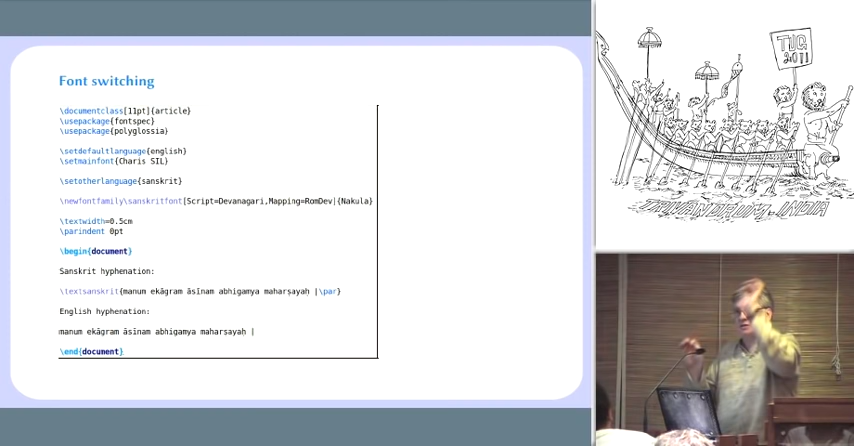 Font switching
\documentclass[11pt]{article}
\usepackage{fontspec}
\usepackage{polyglossia}
\setdefaultlanguage{english}
\setmainfont{Charis SIL}
\setotherlanguage{sanskrit}
\newfontfamily\sanskritfont[Script=Devanagari,Mapping=RomDev]{Nakula}
\textwidth=0.5cm
\parindent 0pt
\begin{document}
Sanskrit hyphenation:
\textsanskrit{manum ekāgram āsīnam abhigamya maharṣayaḥ |\par}
English hyphenation:
manum ekāgram āsīnam abhigamya maharṣayaḥ |
\end{document}
TUG
2011
TRIVANDRUM-INDIA